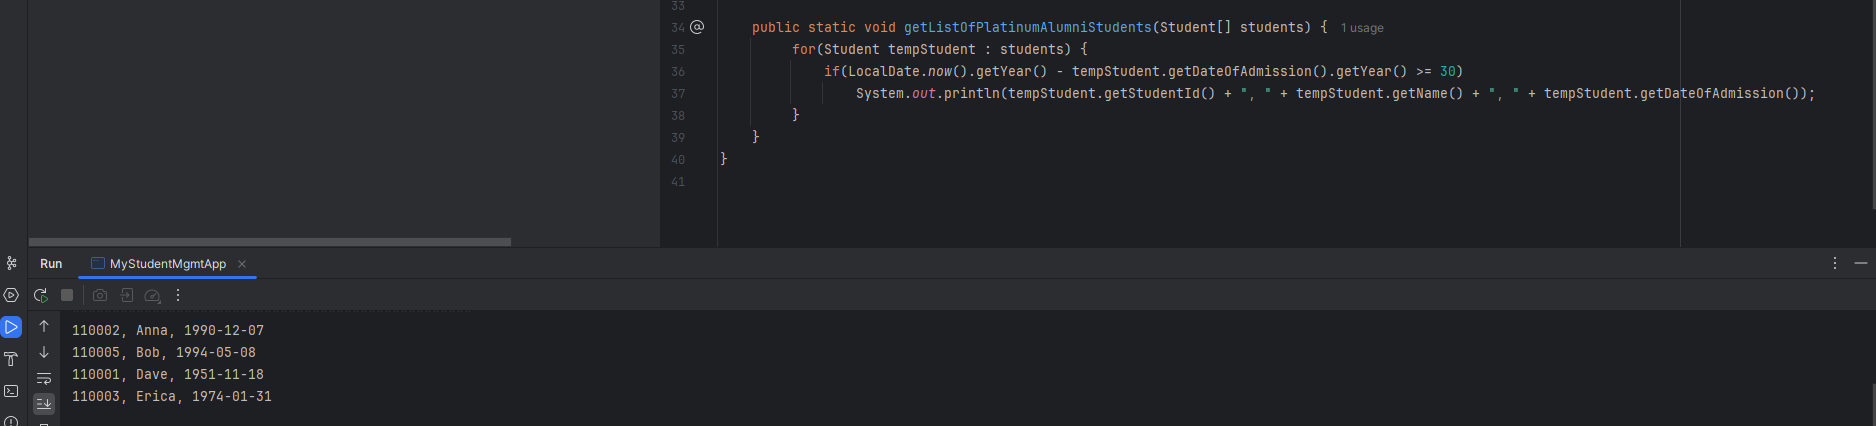 33
34 @ public static void getListOfPlatinumAlumniStudents(Student[] students) { 1 usage
35 for(Student tempStudent : students) {
36 if(LocalDate.now().getYear() - tempStudent.getDateOfAdmission().getYear() >= 30)
37 System.out.println(tempStudent.getStudentId() + ", " + tempStudent.getName() + ", " + tempStudent.getDateOfAdmission());
38 }
39 }
40 }
41
Run MyStudentMgmtApp
110002, Anna, 1990-12-07
110005, Bob, 1994-05-08
110001, Dave, 1951-11-18
110003, Erica, 1974-01-31